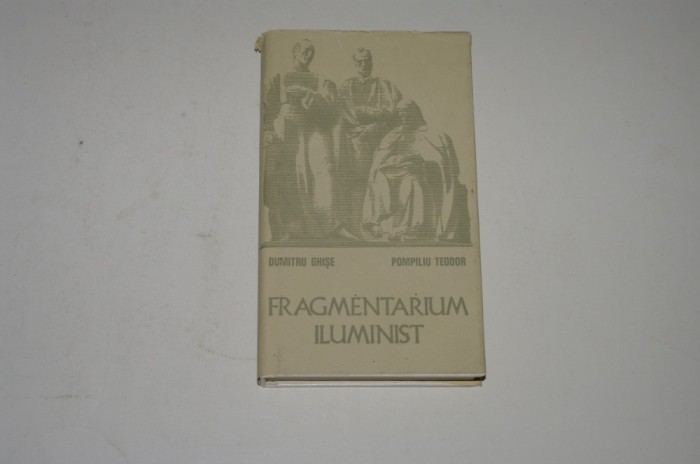 DUMITRU GHIȘE POMPILIU TEODOR
FRAGMENTARIUM
ILUMINIST